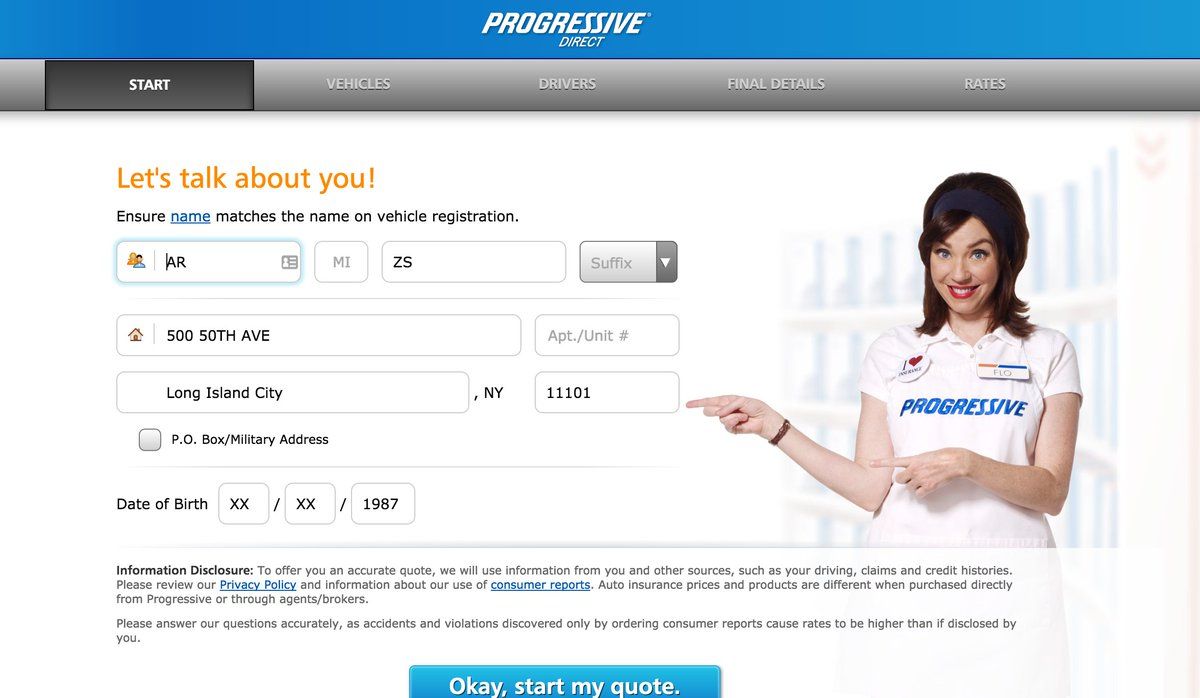 PROGRESSIVE
DIRECT
START
VEHICLES
DRIVERS
FINAL DETAILS
RATES
Let's talk about you!
Ensure name matches the name on vehicle registration.
AR
MI
ZS
Suffix
500 50TH AVE
Apt./Unit #
Long Island City
, NY
11101
P.O. Box/Military Address
Date of Birth
XX
/
XX
/
1987
I ❤ INSURANCE
FLO
PROGRESSIVE
Information Disclosure: To offer you an accurate quote, we will use information from you and other sources, such as your driving, claims and credit histories.
Please review our Privacy Policy and information about our use of consumer reports. Auto insurance prices and products are different when purchased directly
from Progressive or through agents/brokers.
Please answer our questions accurately, as accidents and violations discovered only by ordering consumer reports cause rates to be higher than if disclosed by
you.
Okay, start my quote.